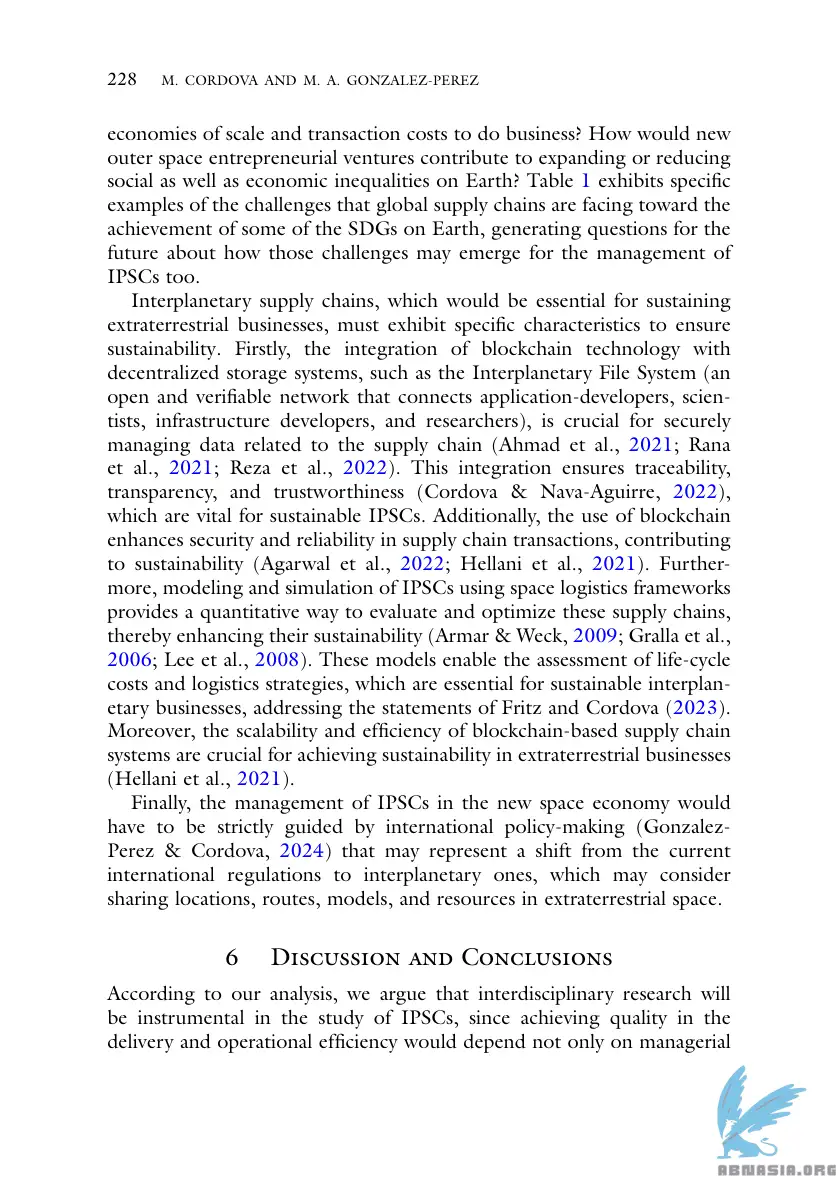 228 M. CORDOVA AND M. A. GONZALEZ-PEREZ
economies of scale and transaction costs to do business? How would new
outer space entrepreneurial ventures contribute to expanding or reducing
social as well as economic inequalities on Earth? Table 1 exhibits specific
examples of the challenges that global supply chains are facing toward the
achievement of some of the SDGs on Earth, generating questions for the
future about how those challenges may emerge for the management of
IPSCs too.
Interplanetary supply chains, which would be essential for sustaining
extraterrestrial businesses, must exhibit specific characteristics to ensure
sustainability. Firstly, the integration of blockchain technology with
decentralized storage systems, such as the Interplanetary File System (an
open and verifiable network that connects application-developers, scien-
tists, infrastructure developers, and researchers), is crucial for securely
managing data related to the supply chain (Ahmad et al., 2021; Rana
et al., 2021; Reza et al., 2022). This integration ensures traceability,
transparency, and trustworthiness (Cordova & Nava-Aguirre, 2022),
which are vital for sustainable IPSCs. Additionally, the use of blockchain
enhances security and reliability in supply chain transactions, contributing
to sustainability (Agarwal et al., 2022; Hellani et al., 2021). Further-
more, modeling and simulation of IPSCs using space logistics frameworks
provides a quantitative way to evaluate and optimize these supply chains,
thereby enhancing their sustainability (Armar & Weck, 2009; Gralla et al.,
2006; Lee et al., 2008). These models enable the assessment of life-cycle
costs and logistics strategies, which are essential for sustainable interplan-
etary businesses, addressing the statements of Fritz and Cordova (2023).
Moreover, the scalability and efficiency of blockchain-based supply chain
systems are crucial for achieving sustainability in extraterrestrial businesses
(Hellani et al., 2021).
Finally, the management of IPSCs in the new space economy would
have to be strictly guided by international policy-making (Gonzalez-
Perez & Cordova, 2024) that may represent a shift from the current
international regulations to interplanetary ones, which may consider
sharing locations, routes, models, and resources in extraterrestrial space.
6 Discussion and Conclusions
According to our analysis, we argue that interdisciplinary research will
be instrumental in the study of IPSCs, since achieving quality in the
delivery and operational efficiency would depend not only on managerial
ABNASIA.ORG